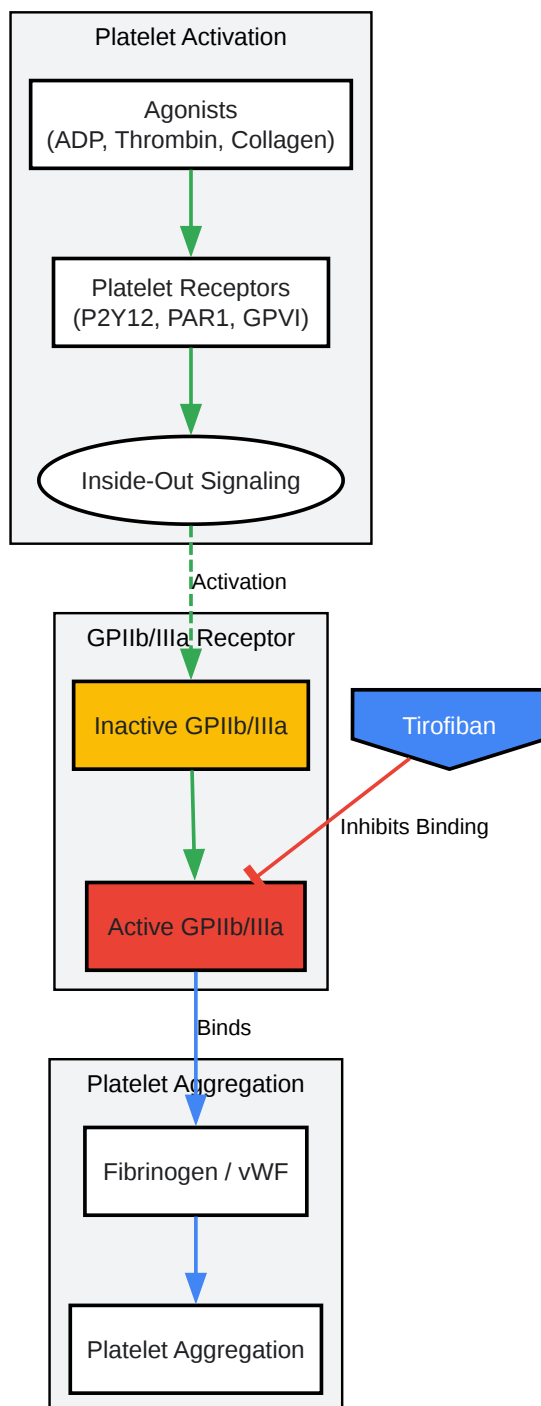 Platelet Activation
Agonists
(ADP, Thrombin, Collagen)
Platelet Receptors
(P2Y12, PAR1, GPVI)
Inside-Out Signaling
Activation
GPIIb/IIIa Receptor
Inactive GPIIb/IIIa
Tirofiban
Inhibits Binding
Active GPIIb/IIIa
Binds
Platelet Aggregation
Fibrinogen / vWF
Platelet Aggregation